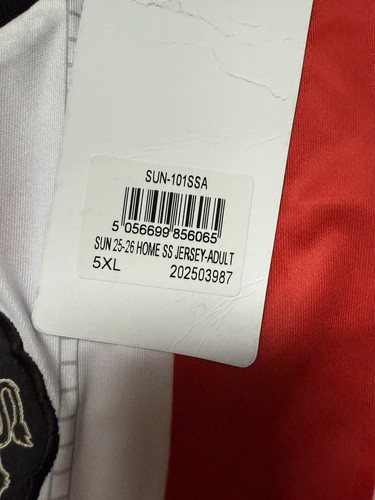 SUN-101SSA
5 056699 856065
SUN 25-26 HOME SS JERSEY-ADULT
5XL 202503987